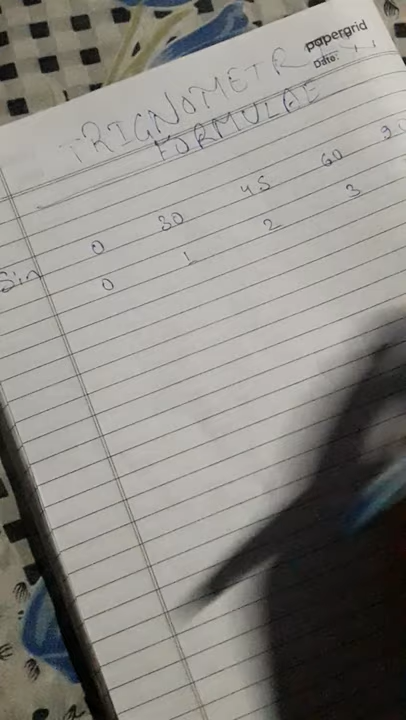 papergrid
Date:
TRIGNOMETR
FORMULAE
0 30 45 60 90
Sin 0 1 2 3